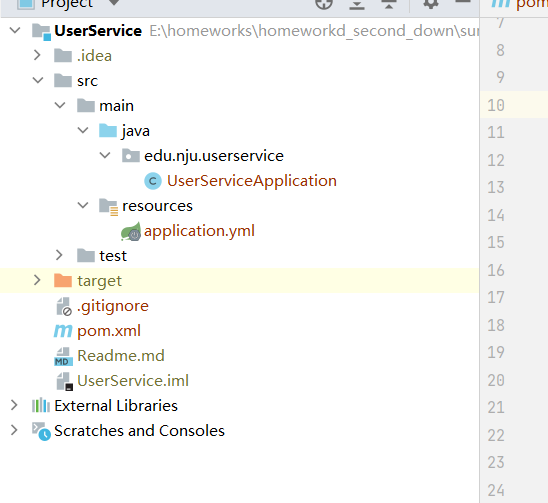 Project
pom
UserService E:\homeworks\homeworkd_second_down\sur
.idea
src
main
java
edu.nju.userservice
UserServiceApplication
resources
application.yml
test
target
.gitignore
pom.xml
Readme.md
UserService.iml
External Libraries
Scratches and Consoles
7
8
9
10
11
12
13
14
15
16
17
18
19
20
21
22
23
24